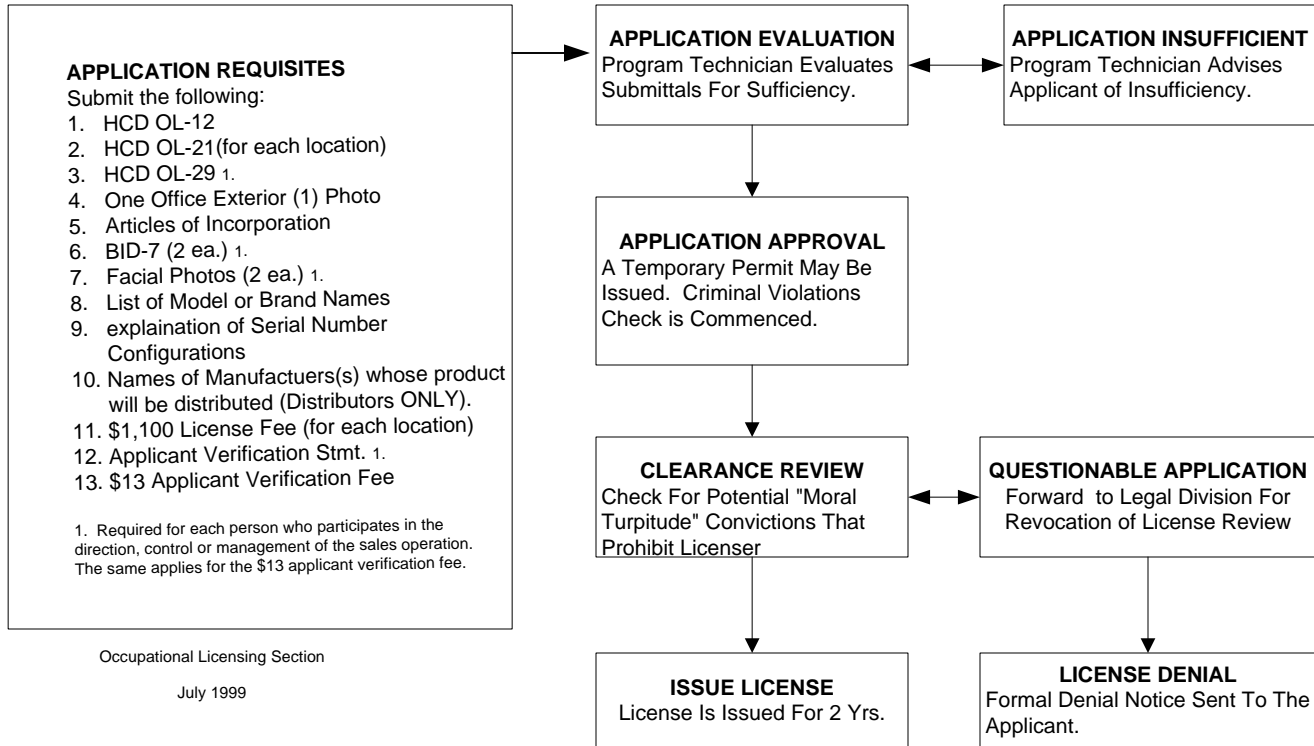 APPLICATION REQUISITES
Submit the following:
1. HCD OL-12
2. HCD OL-21(for each location)
3. HCD OL-29 1.
4. One Office Exterior (1) Photo
5. Articles of Incorporation
6. BID-7 (2 ea.) 1.
7. Facial Photos (2 ea.) 1.
8. List of Model or Brand Names
9. explaination of Serial Number
Configurations
10. Names of Manufactuers(s) whose product
will be distributed (Distributors ONLY).
11. $1,100 License Fee (for each location)
12. Applicant Verification Stmt. 1.
13. $13 Applicant Verification Fee
1. Required for each person who participates in the
direction, control or management of the sales operation.
The same applies for the $13 applicant verification fee.
Occupational Licensing Section
July 1999
APPLICATION EVALUATION
Program Technician Evaluates
Submittals For Sufficiency.
APPLICATION INSUFFICIENT
Program Technician Advises
Applicant of Insufficiency.
APPLICATION APPROVAL
A Temporary Permit May Be
Issued. Criminal Violations
Check is Commenced.
CLEARANCE REVIEW
Check For Potential "Moral
Turpitude" Convictions That
Prohibit Licenser
QUESTIONABLE APPLICATION
Forward to Legal Division For
Revocation of License Review
ISSUE LICENSE
License Is Issued For 2 Yrs.
LICENSE DENIAL
Formal Denial Notice Sent To The
Applicant.